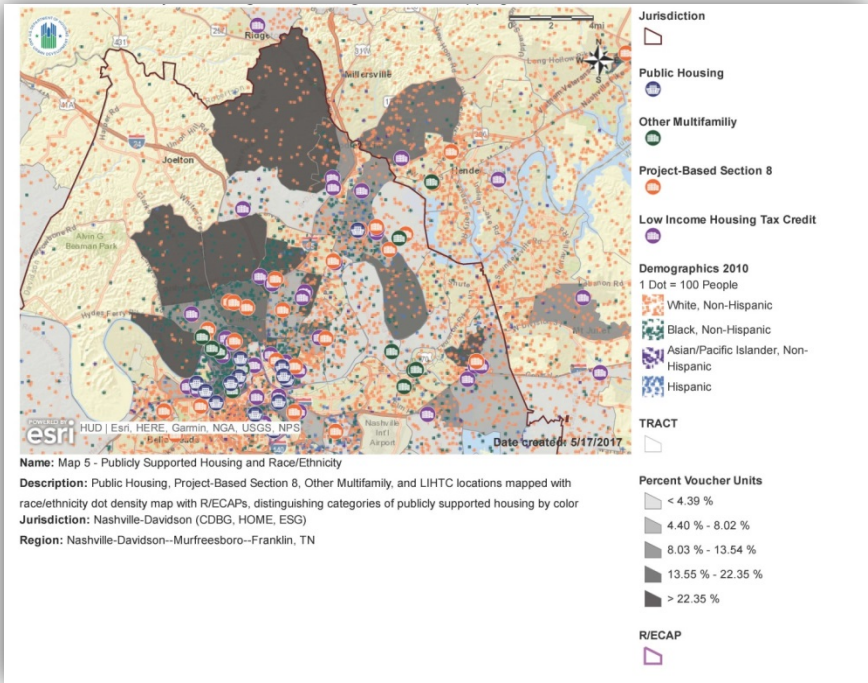 0 2 4mi
N
W
S
Ridge
Millersville
Joelton
Hende
Alvin G
Beaman Park
Nashville
Int'l
Airport
POWERED BY
esri
HUD | Esri, HERE, Garmin, NGA, USGS, NPS
Date created: 5/17/2017
Name: Map 5 - Publicly Supported Housing and Race/Ethnicity
Description: Public Housing, Project-Based Section 8, Other Multifamily, and LIHTC locations mapped with
race/ethnicity dot density map with R/ECAPs, distinguishing categories of publicly supported housing by color
Jurisdiction: Nashville-Davidson (CDBG, HOME, ESG)
Region: Nashville-Davidson--Murfreesboro--Franklin, TN
Jurisdiction
Public Housing
Other Multifamiliy
Project-Based Section 8
Low Income Housing Tax Credit
Demographics 2010
1 Dot = 100 People
White, Non-Hispanic
Black, Non-Hispanic
Asian/Pacific Islander, Non-
Hispanic
Hispanic
TRACT
Percent Voucher Units
< 4.39 %
4.40 % - 8.02 %
8.03 % - 13.54 %
13.55 % - 22.35 %
> 22.35 %
R/ECAP